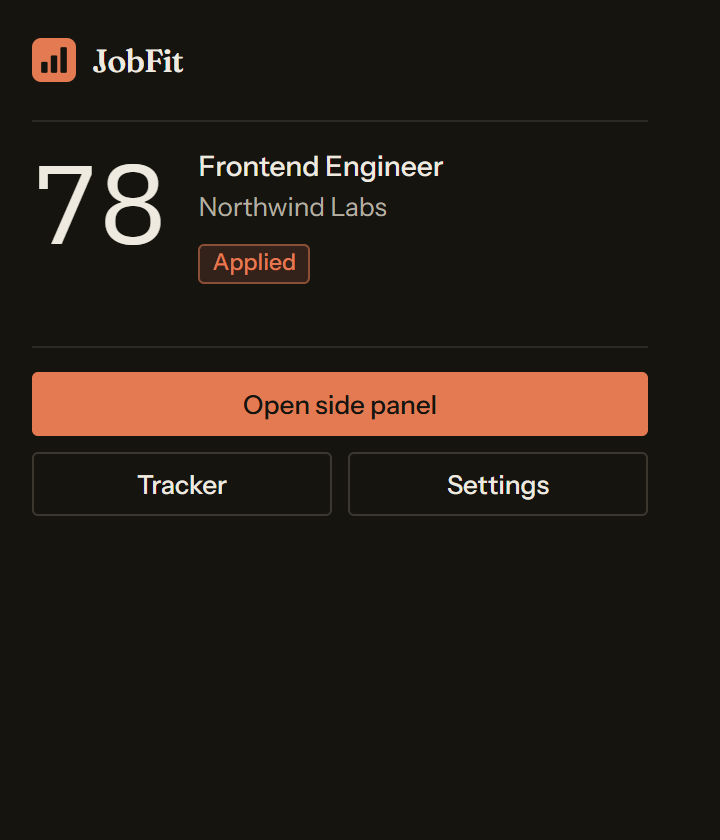 JobFit
78
Frontend Engineer
Northwind Labs
Applied
Open side panel
Tracker
Settings